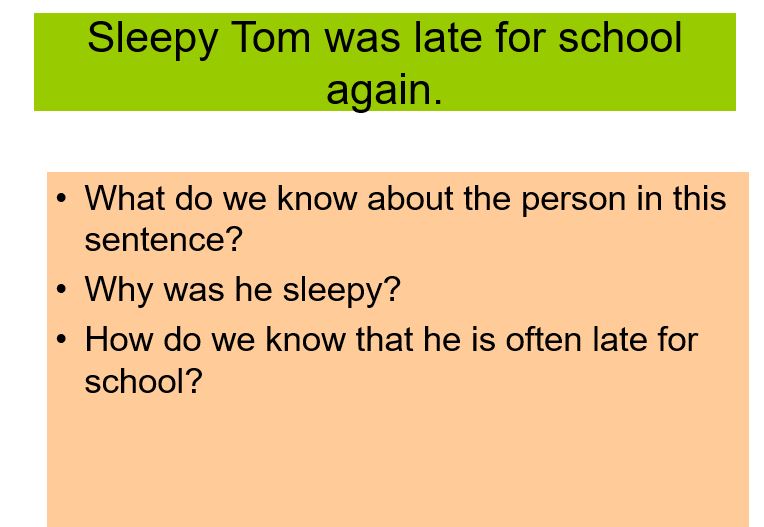 Sleepy Tom was late for school
again.
• What do we know about the person in this
sentence?
• Why was he sleepy?
• How do we know that he is often late for
school?